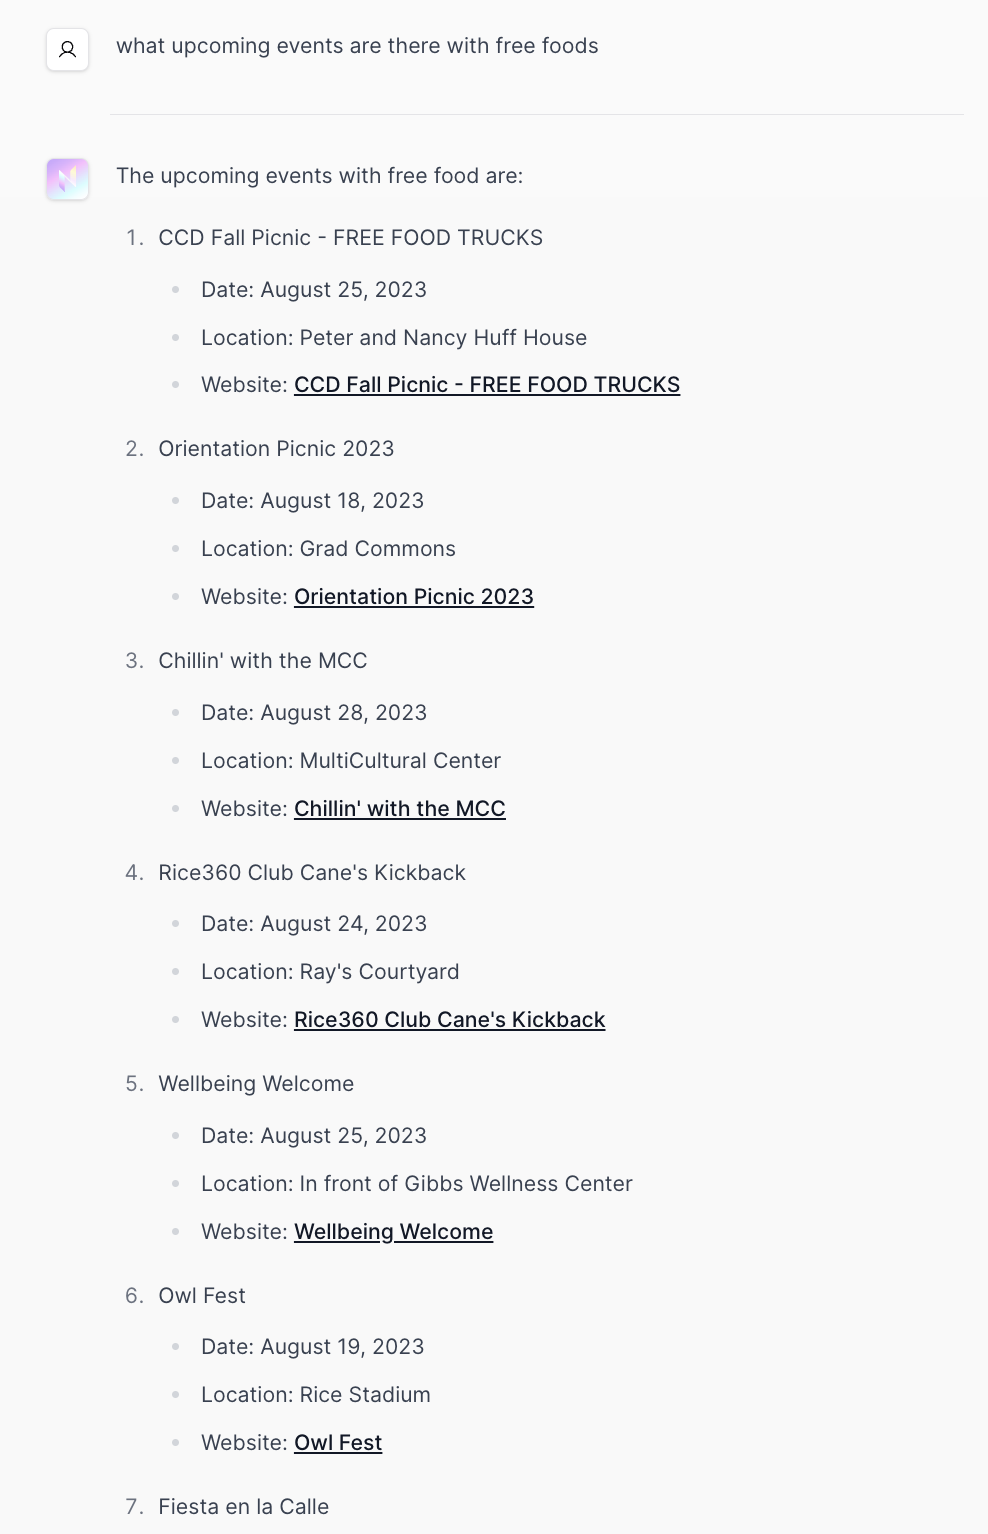 what upcoming events are there with free foods
The upcoming events with free food are:
1. CCD Fall Picnic - FREE FOOD TRUCKS
Date: August 25, 2023
Location: Peter and Nancy Huff House
Website: CCD Fall Picnic - FREE FOOD TRUCKS
2. Orientation Picnic 2023
Date: August 18, 2023
Location: Grad Commons
Website: Orientation Picnic 2023
3. Chillin' with the MCC
Date: August 28, 2023
Location: MultiCultural Center
Website: Chillin' with the MCC
4. Rice360 Club Cane's Kickback
Date: August 24, 2023
Location: Ray's Courtyard
Website: Rice360 Club Cane's Kickback
5. Wellbeing Welcome
Date: August 25, 2023
Location: In front of Gibbs Wellness Center
Website: Wellbeing Welcome
6. Owl Fest
Date: August 19, 2023
Location: Rice Stadium
Website: Owl Fest
7. Fiesta en la Calle